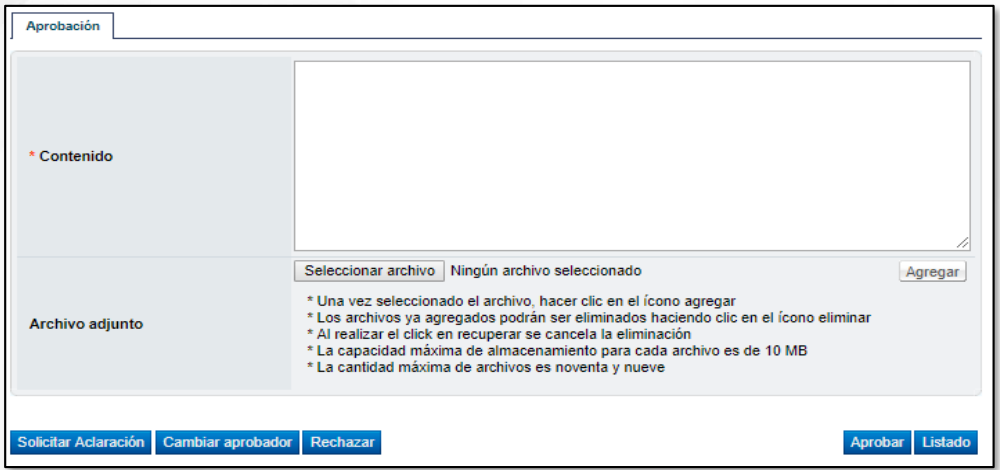 Aprobación
* Contenido
Seleccionar archivo Ningún archivo seleccionado Agregar
Archivo adjunto
* Una vez seleccionado el archivo, hacer clic en el ícono agregar
* Los archivos ya agregados podrán ser eliminados haciendo clic en el ícono eliminar
* Al realizar el click en recuperar se cancela la eliminación
* La capacidad máxima de almacenamiento para cada archivo es de 10 MB
* La cantidad máxima de archivos es noventa y nueve
Solicitar Aclaración Cambiar aprobador Rechazar Aprobar Listado